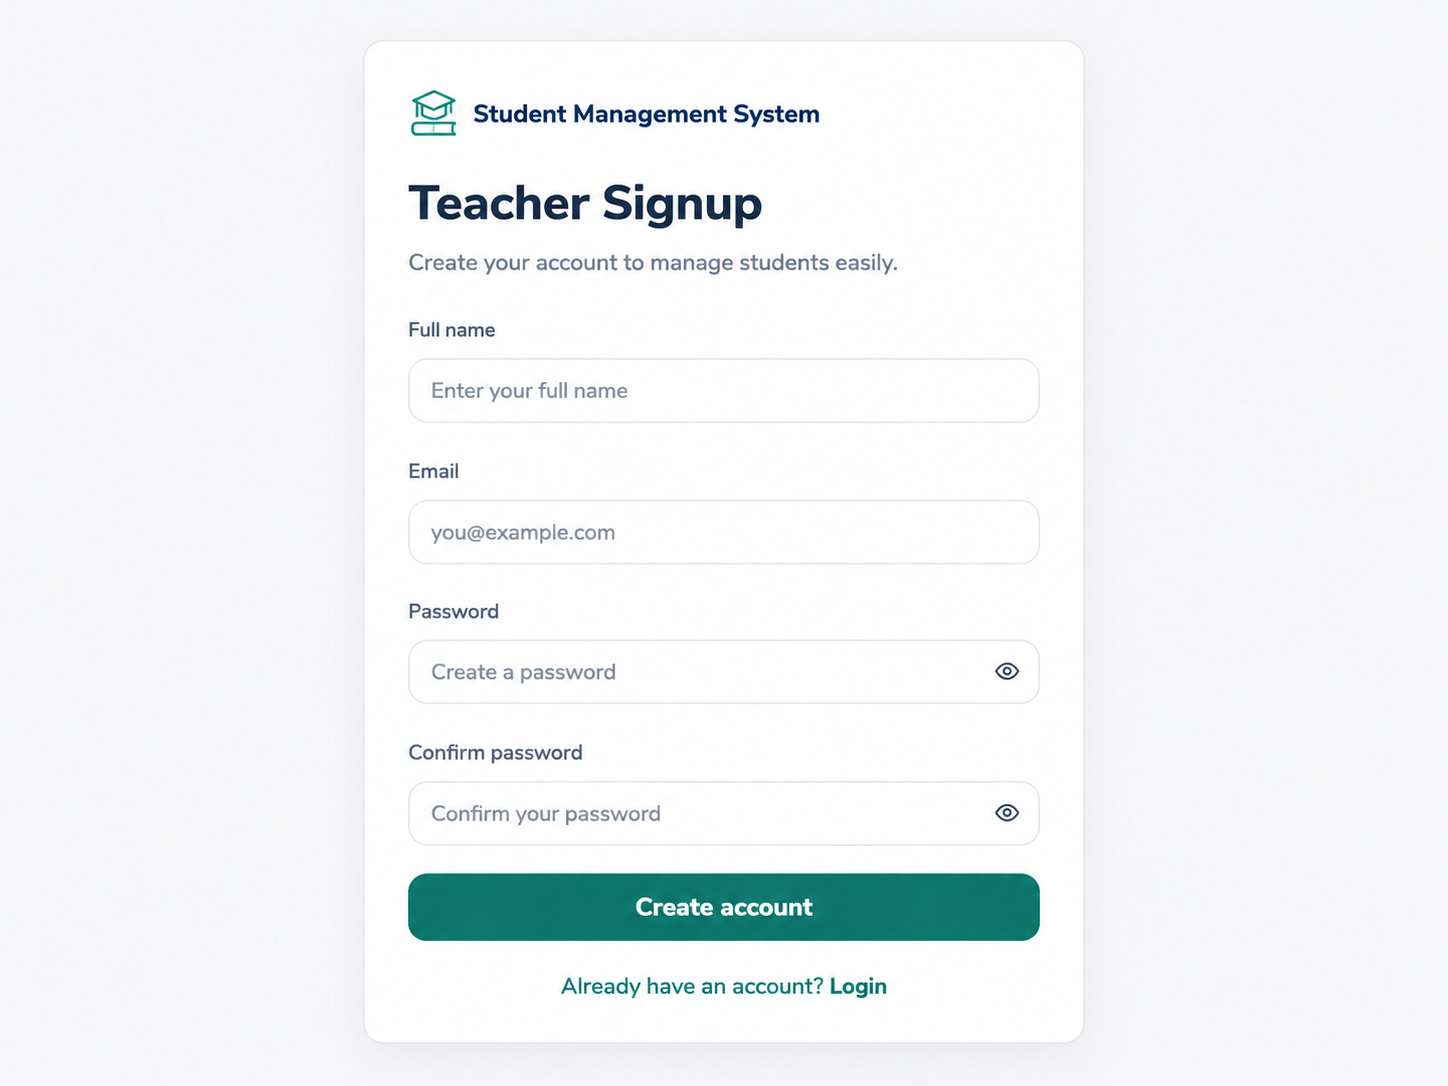 Student Management System
Teacher Signup
Create your account to manage students easily.
Full name
Enter your full name
Email
you@example.com
Password
Create a password
Confirm password
Confirm your password
Create account
Already have an account? Login